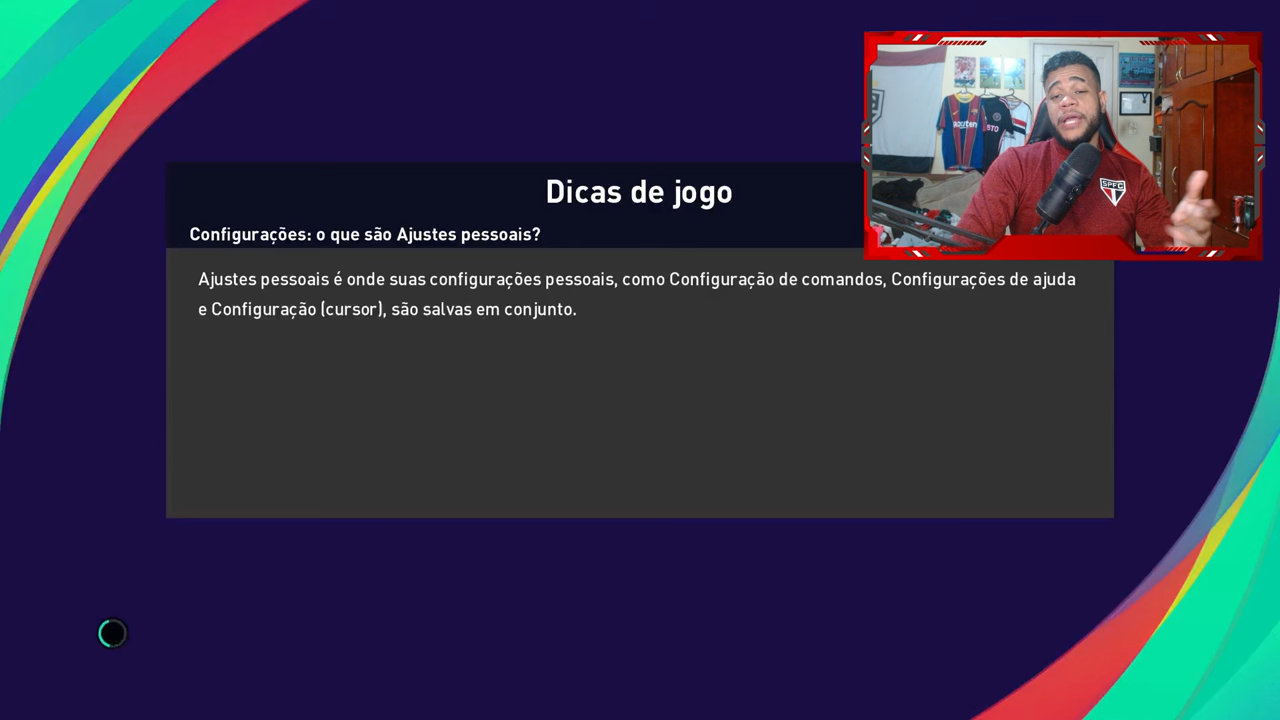 Dicas de jogo
Configurações: o que são Ajustes pessoais?
Ajustes pessoais é onde suas configurações pessoais, como Configuração de comandos, Configurações de ajuda
e Configuração (cursor), são salvas em conjunto.
SPFC